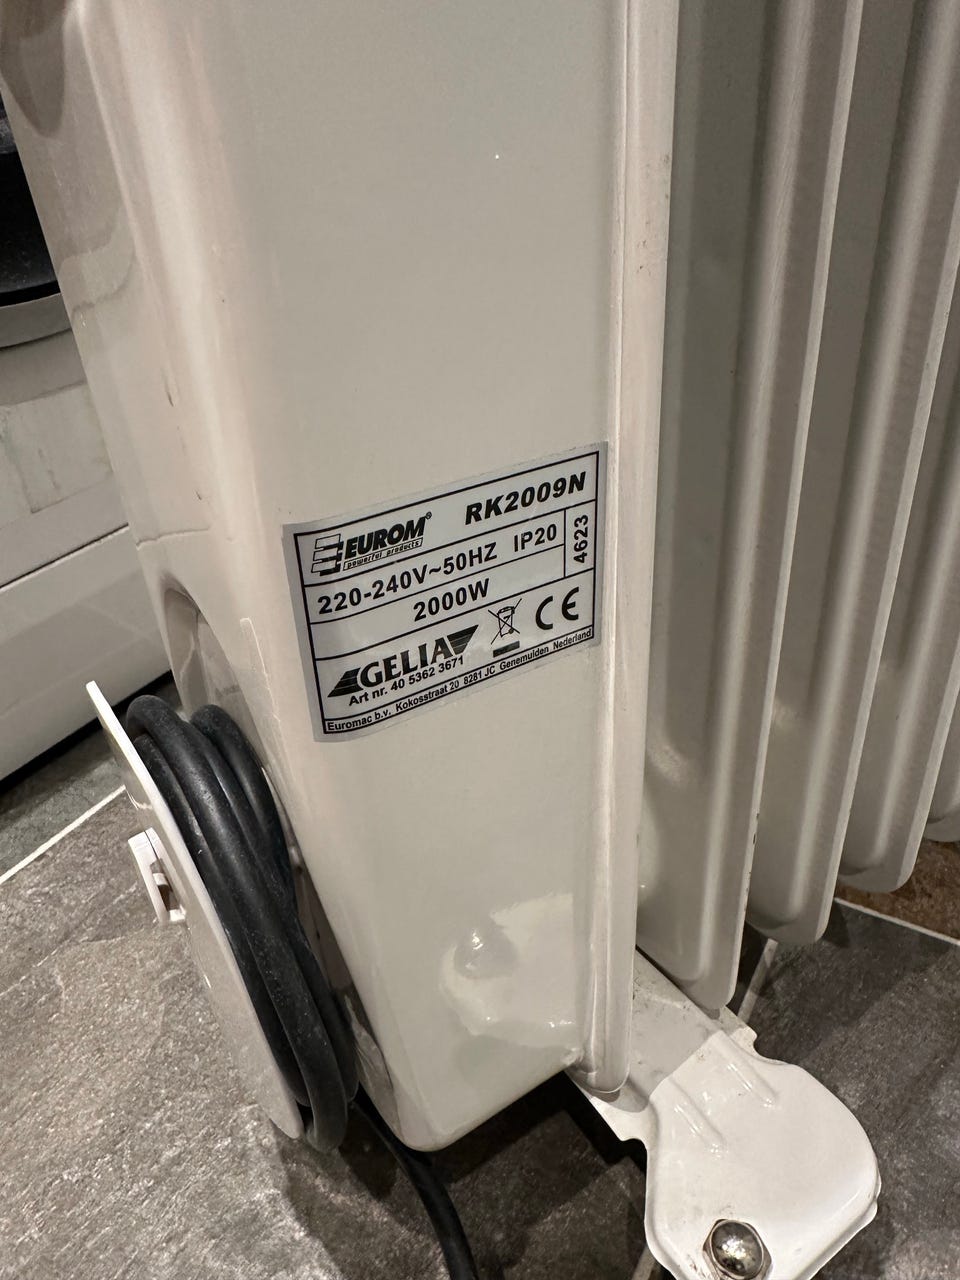 EUROM® RK2009N
powerful products
220-240V~50HZ IP20
4623
2000W
CE
GELIA
Art nr. 40 5362 3671
Euromac b.v. Kokosstraat 20 8281 JC Genemuiden Nederland